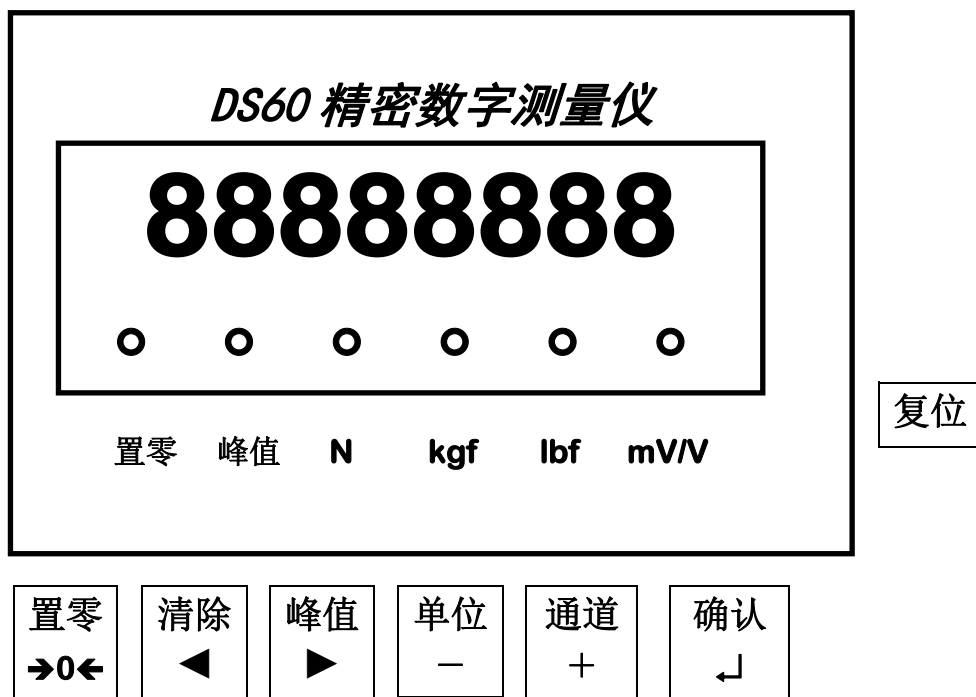 DS60 精密数字测量仪
88888888
置零 峰值 N kgf lbf mV/V
复位
置零 清除 峰值 单位 通道 确认
➔0← ◀ ▶ － ＋ ↵